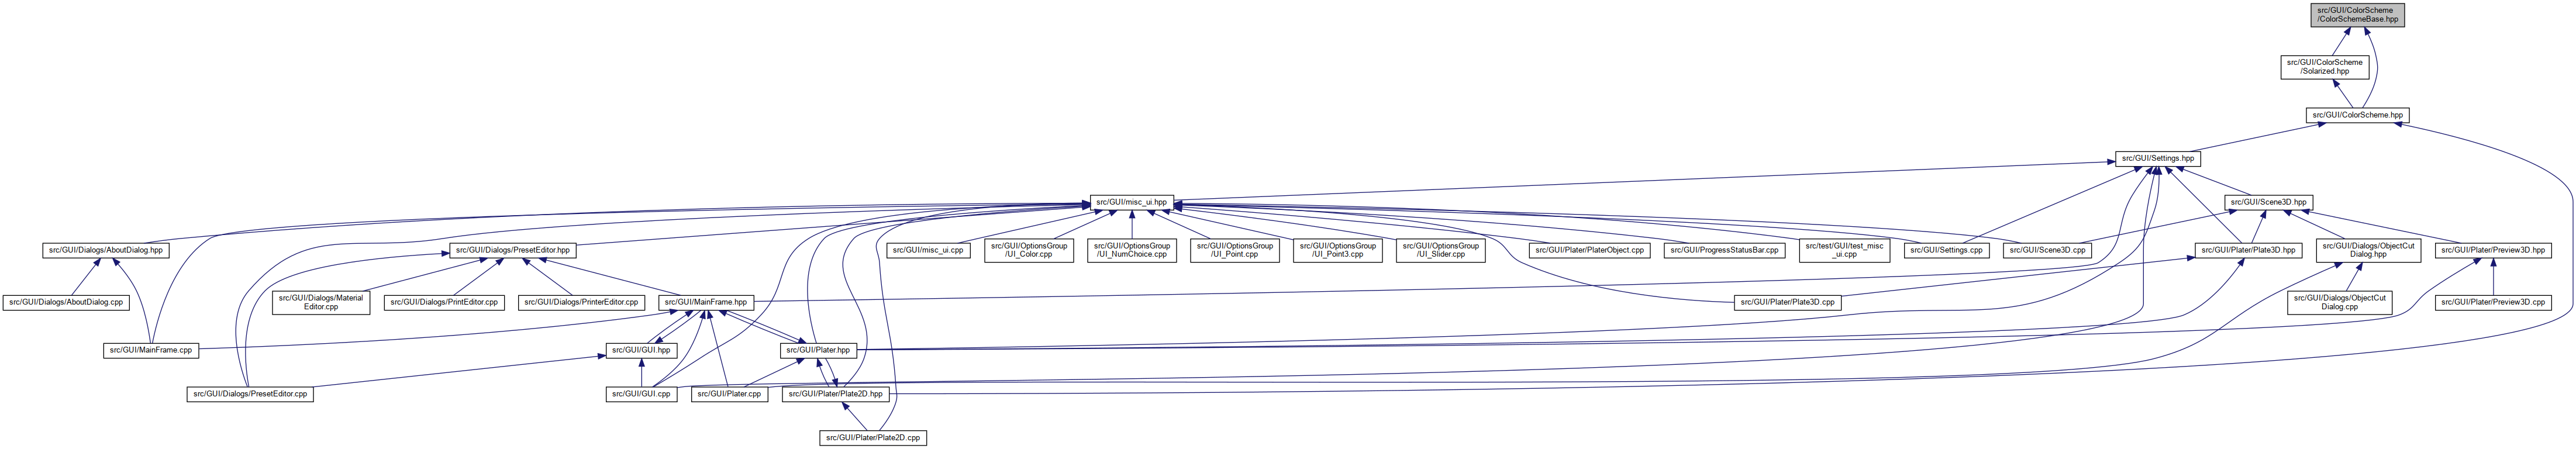 src/GUI/ColorScheme
/ColorSchemeBase.hpp
src/GUI/ColorScheme
/Solarized.hpp
src/GUI/ColorScheme.hpp
src/GUI/Settings.hpp
src/GUI/misc_ui.hpp
src/GUI/Scene3D.hpp
src/GUI/Dialogs/AboutDialog.hpp
src/GUI/Dialogs/PresetEditor.hpp
src/GUI/misc_ui.cpp
src/GUI/OptionsGroup
/UI_Color.cpp
src/GUI/OptionsGroup
/UI_NumChoice.cpp
src/GUI/OptionsGroup
/UI_Point.cpp
src/GUI/OptionsGroup
/UI_Point3.cpp
src/GUI/OptionsGroup
/UI_Slider.cpp
src/GUI/Plater/PlaterObject.cpp
src/GUI/ProgressStatusBar.cpp
src/test/GUI/test_misc
_ui.cpp
src/GUI/Settings.cpp
src/GUI/Scene3D.cpp
src/GUI/Plater/Plate3D.hpp
src/GUI/Dialogs/ObjectCut
Dialog.hpp
src/GUI/Plater/Preview3D.hpp
src/GUI/Dialogs/AboutDialog.cpp
src/GUI/Dialogs/Material
Editor.cpp
src/GUI/Dialogs/PrintEditor.cpp
src/GUI/Dialogs/PrinterEditor.cpp
src/GUI/MainFrame.hpp
src/GUI/Plater/Plate3D.cpp
src/GUI/Dialogs/ObjectCut
Dialog.cpp
src/GUI/Plater/Preview3D.cpp
src/GUI/MainFrame.cpp
src/GUI/GUI.hpp
src/GUI/Plater.hpp
src/GUI/Dialogs/PresetEditor.cpp
src/GUI/GUI.cpp
src/GUI/Plater.cpp
src/GUI/Plater/Plate2D.hpp
src/GUI/Plater/Plate2D.cpp